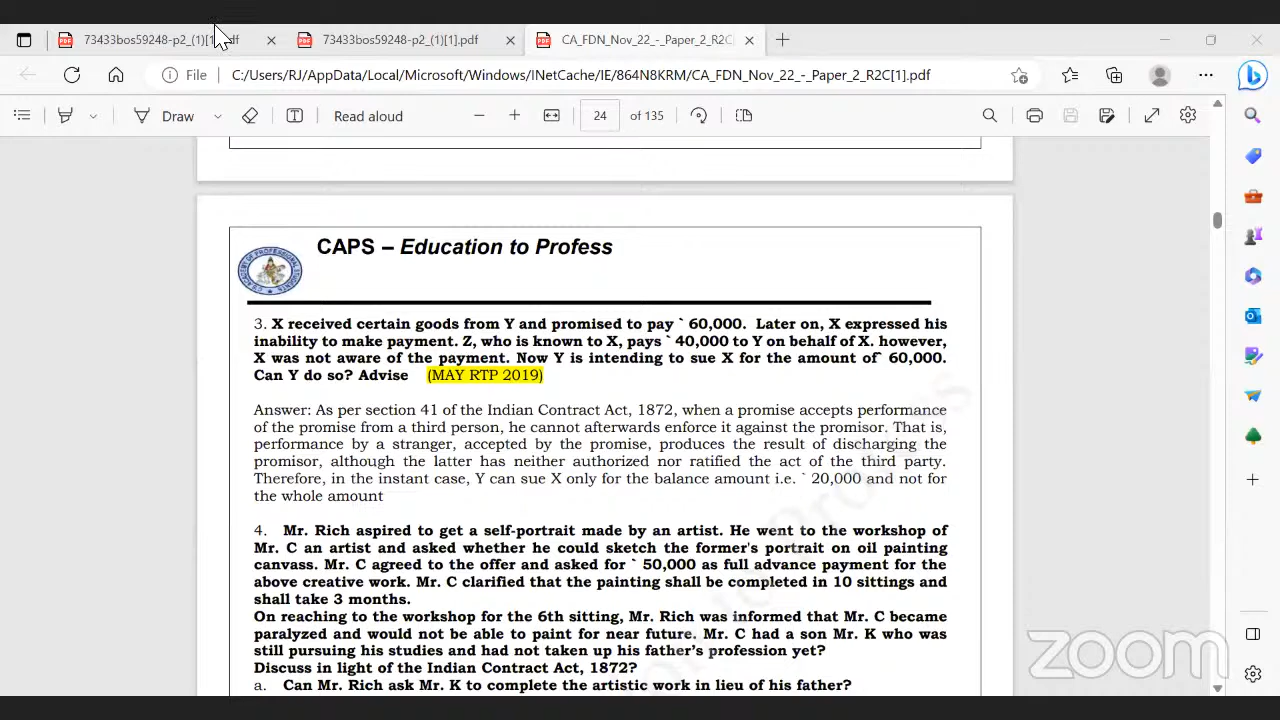 73433bos59248-p2_(1)[1].pdf
73433bos59248-p2_(1)[1].pdf
CA_FDN_Nov_22_-_Paper_2_R2C[
File
C:/Users/RJ/AppData/Local/Microsoft/Windows/INetCache/IE/864N8KRM/CA_FDN_Nov_22_-_Paper_2_R2C[1].pdf
Draw
Read aloud
24 of 135
CAPS – Education to Profess
3. X received certain goods from Y and promised to pay ` 60,000. Later on, X expressed his
inability to make payment. Z, who is known to X, pays ` 40,000 to Y on behalf of X. however,
X was not aware of the payment. Now Y is intending to sue X for the amount of` 60,000.
Can Y do so? Advise (MAY RTP 2019)
Answer: As per section 41 of the Indian Contract Act, 1872, when a promise accepts performance
of the promise from a third person, he cannot afterwards enforce it against the promisor. That is,
performance by a stranger, accepted by the promise, produces the result of discharging the
promisor, although the latter has neither authorized nor ratified the act of the third party.
Therefore, in the instant case, Y can sue X only for the balance amount i.e. ` 20,000 and not for
the whole amount
4. Mr. Rich aspired to get a self-portrait made by an artist. He went to the workshop of
Mr. C an artist and asked whether he could sketch the former's portrait on oil painting
canvass. Mr. C agreed to the offer and asked for ` 50,000 as full advance payment for the
above creative work. Mr. C clarified that the painting shall be completed in 10 sittings and
shall take 3 months.
On reaching to the workshop for the 6th sitting, Mr. Rich was informed that Mr. C became
paralyzed and would not be able to paint for near future. Mr. C had a son Mr. K who was
still pursuing his studies and had not taken up his father's profession yet?
Discuss in light of the Indian Contract Act, 1872?
a. Can Mr. Rich ask Mr. K to complete the artistic work in lieu of his father?
zoom